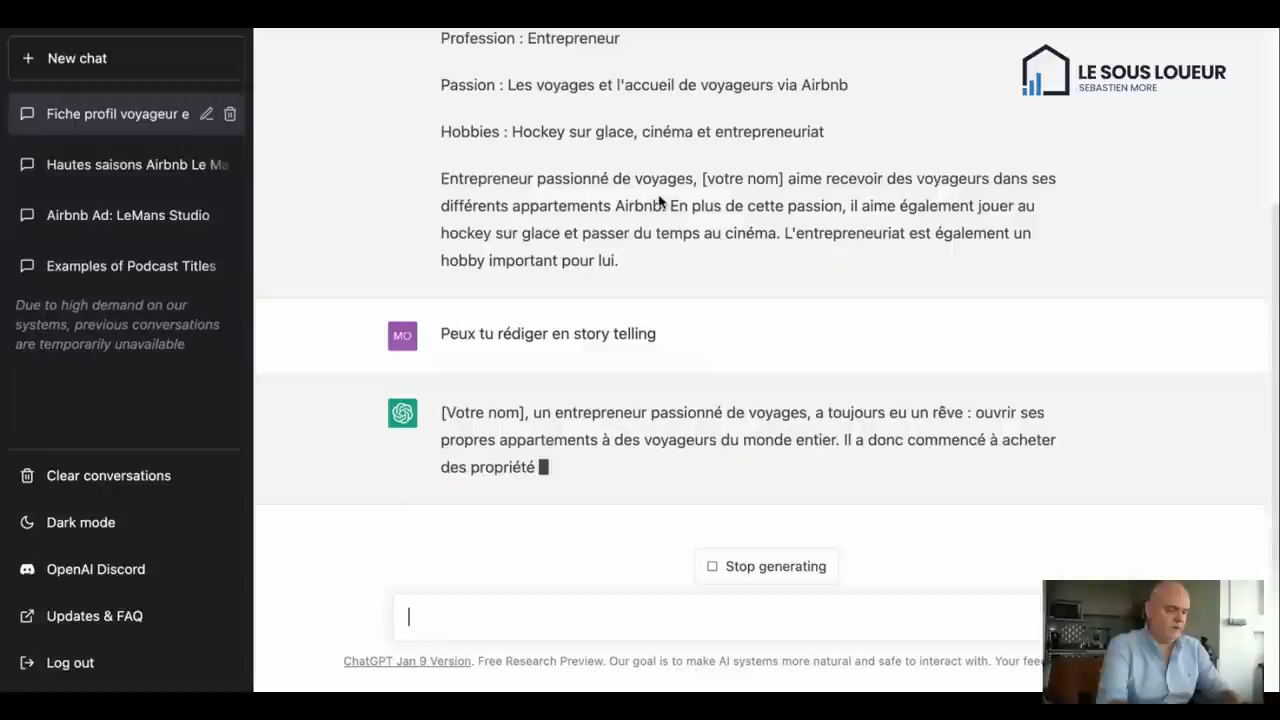 New chat
Fiche profil voyageur e
Hautes saisons Airbnb Le Ma
Airbnb Ad: LeMans Studio
Examples of Podcast Titles
Due to high demand on our
systems, previous conversations
are temporarily unavailable
Clear conversations
Dark mode
OpenAI Discord
Updates & FAQ
Log out
LE SOUS LOUEUR
SEBASTIEN MORE
Profession : Entrepreneur
Passion : Les voyages et l'accueil de voyageurs via Airbnb
Hobbies : Hockey sur glace, cinéma et entrepreneuriat
Entrepreneur passionné de voyages, [votre nom] aime recevoir des voyageurs dans ses
différents appartements Airbnb. En plus de cette passion, il aime également jouer au
hockey sur glace et passer du temps au cinéma. L'entrepreneuriat est également un
hobby important pour lui.
MO
Peux tu rédiger en story telling
[Votre nom], un entrepreneur passionné de voyages, a toujours eu un rêve : ouvrir ses
propres appartements à des voyageurs du monde entier. Il a donc commencé à acheter
des propriété
Stop generating
ChatGPT Jan 9 Version. Free Research Preview. Our goal is to make AI systems more natural and safe to interact with. Your fee